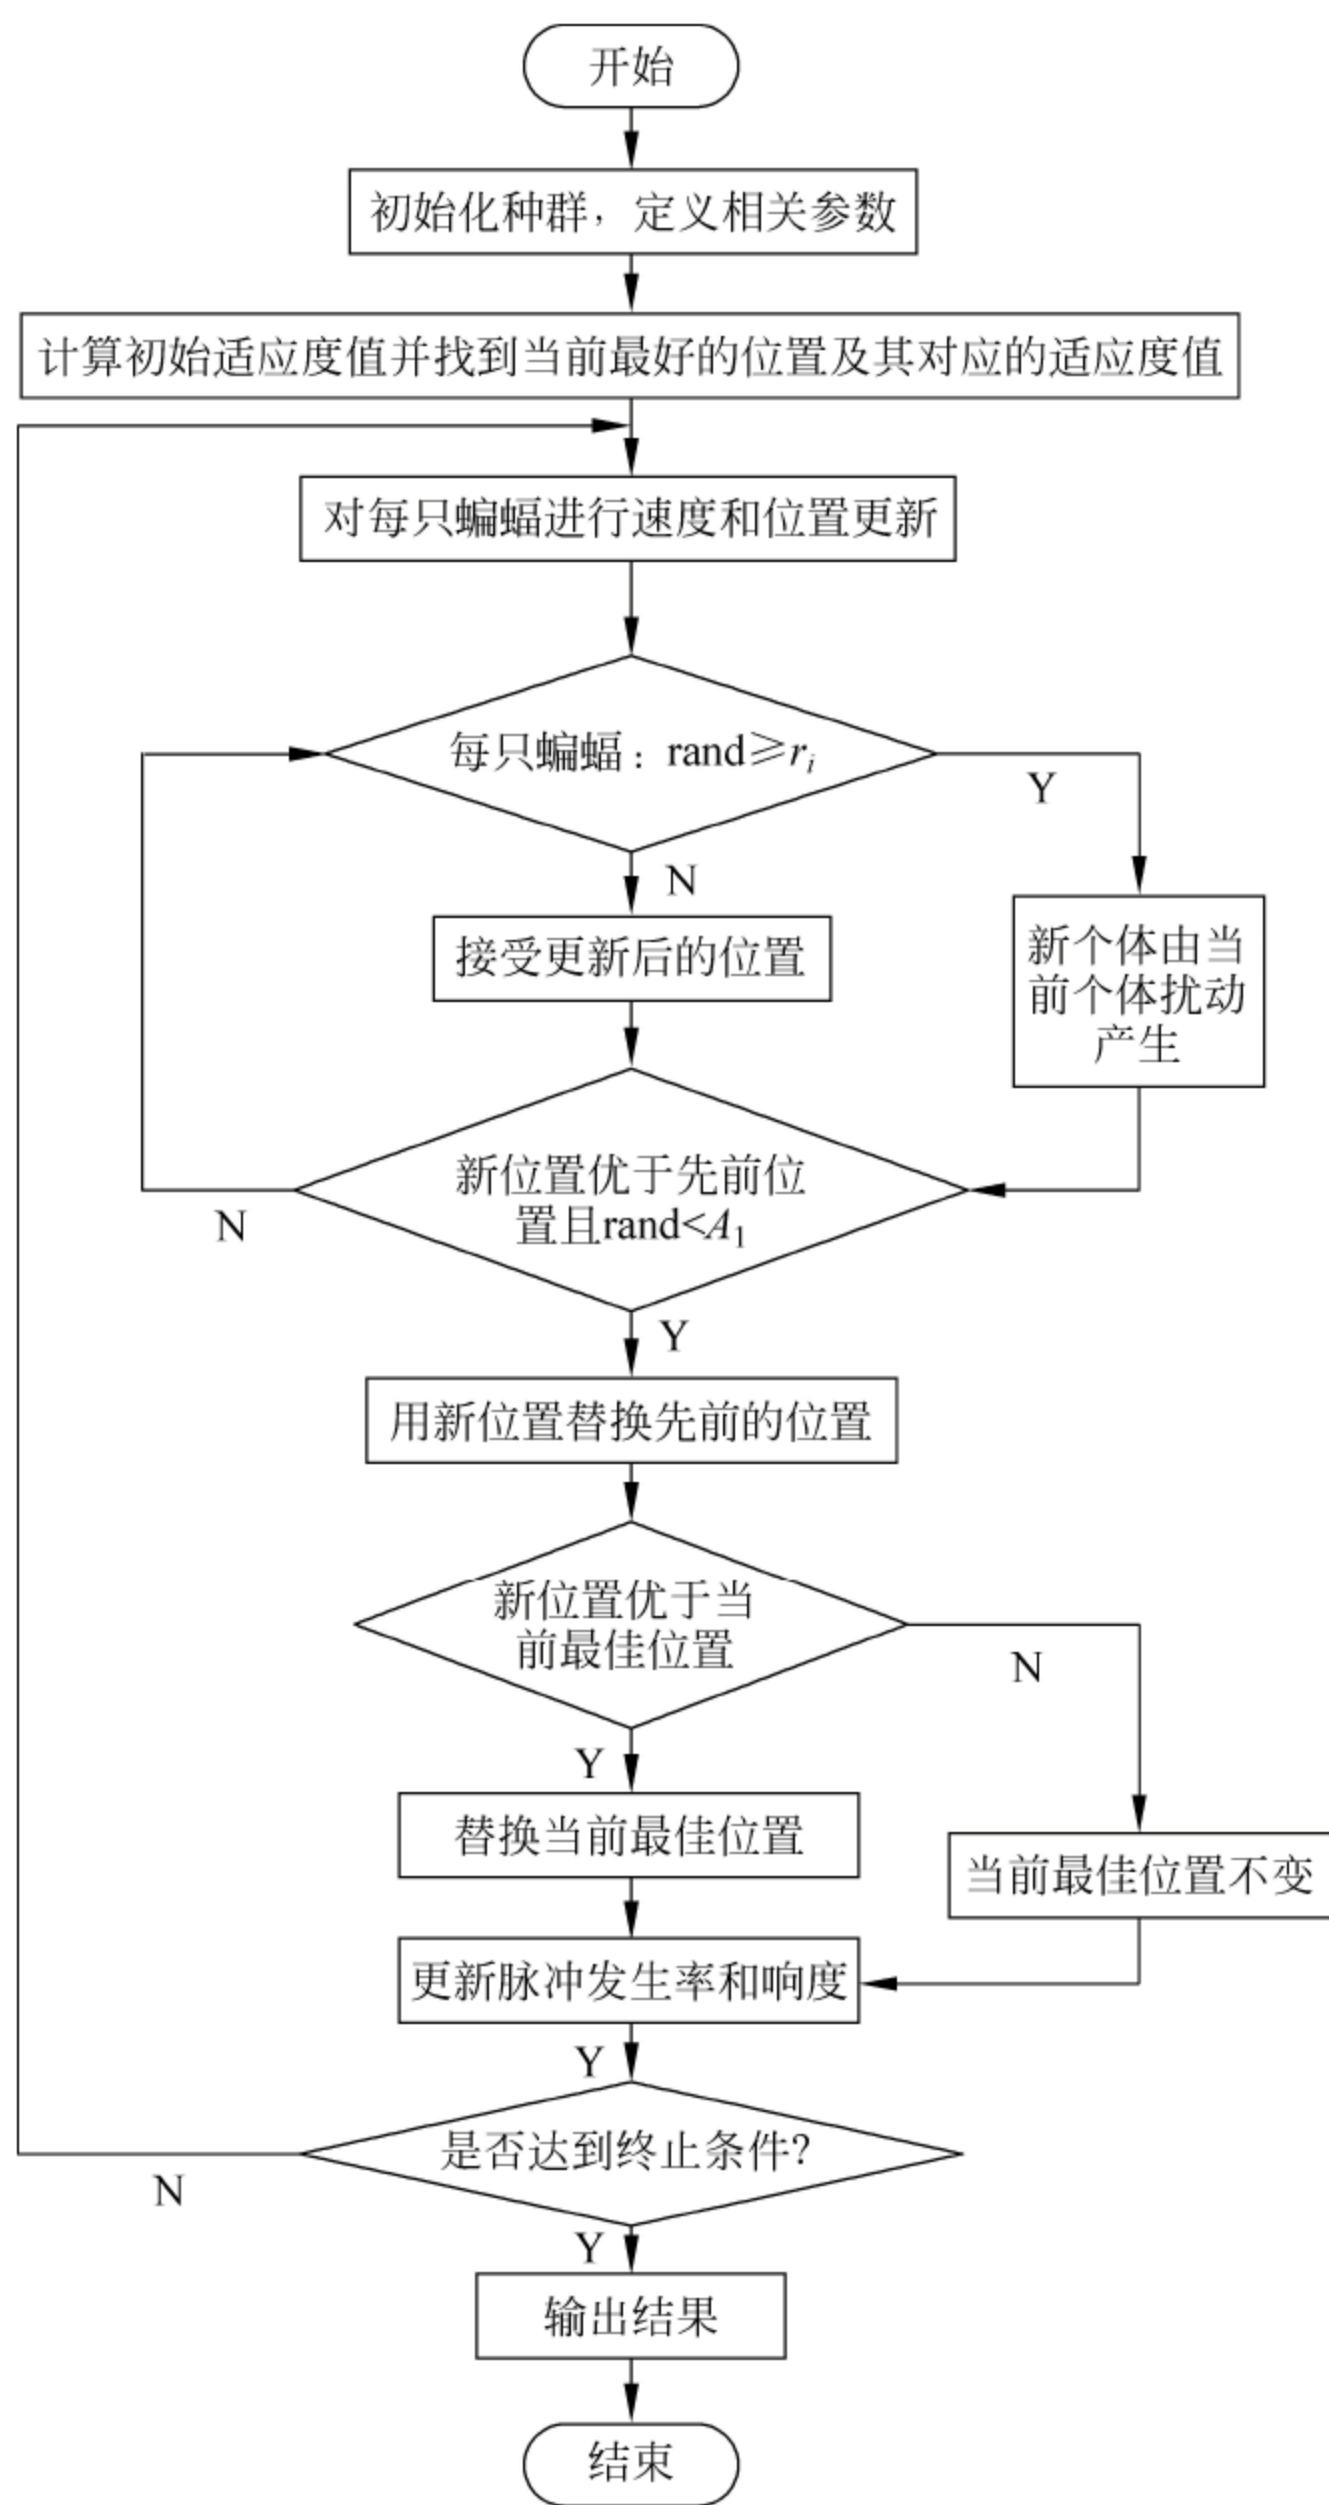 开始
初始化种群，定义相关参数
计算初始适应度值并找到当前最好的位置及其对应的适应度值
对每只蝙蝠进行速度和位置更新
每只蝙蝠：rand⩾rᵢ
Y
N
接受更新后的位置
新个体由当
前个体扰动
产生
新位置优于先前位
置且rand<A₁
N
Y
用新位置替换先前的位置
新位置优于当
前最佳位置
N
Y
替换当前最佳位置
当前最佳位置不变
更新脉冲发生率和响度
Y
是否达到终止条件?
N
Y
输出结果
结束